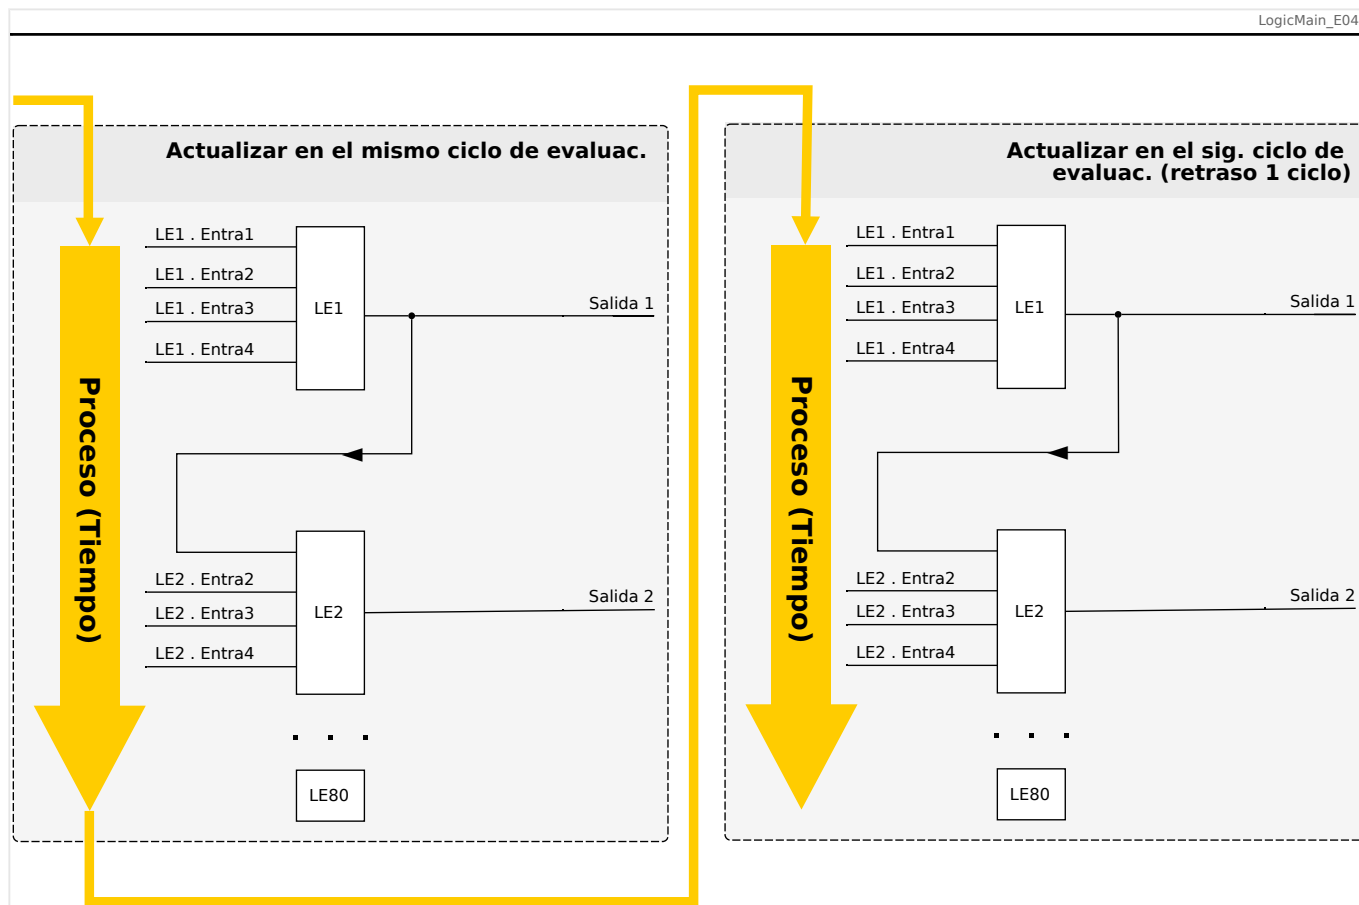 LogicMain_E04
Actualizar en el mismo ciclo de evaluac.
LE1 . Entra1
LE1 . Entra2
LE1 . Entra3
LE1 . Entra4
LE1
Salida 1
Proceso (Tiempo)
LE2 . Entra2
LE2 . Entra3
LE2 . Entra4
LE2
Salida 2
. . .
LE80
Actualizar en el sig. ciclo de
evaluac. (retraso 1 ciclo)
LE1 . Entra1
LE1 . Entra2
LE1 . Entra3
LE1 . Entra4
LE1
Salida 1
Proceso (Tiempo)
LE2 . Entra2
LE2 . Entra3
LE2 . Entra4
LE2
Salida 2
. . .
LE80